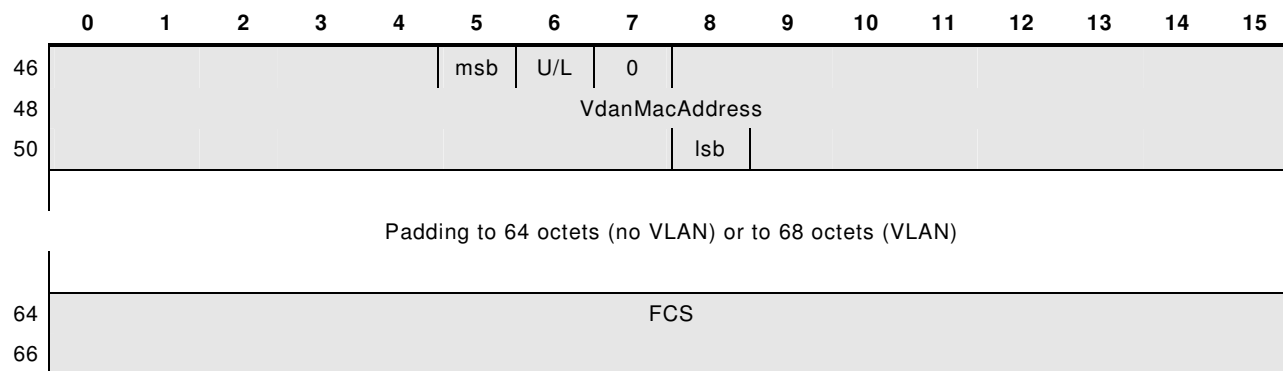 0 1 2 3 4 5 6 7 8 9 10 11 12 13 14 15
46 msb U/L 0
48 VdanMacAddress
50 lsb
Padding to 64 octets (no VLAN) or to 68 octets (VLAN)
64 FCS
66